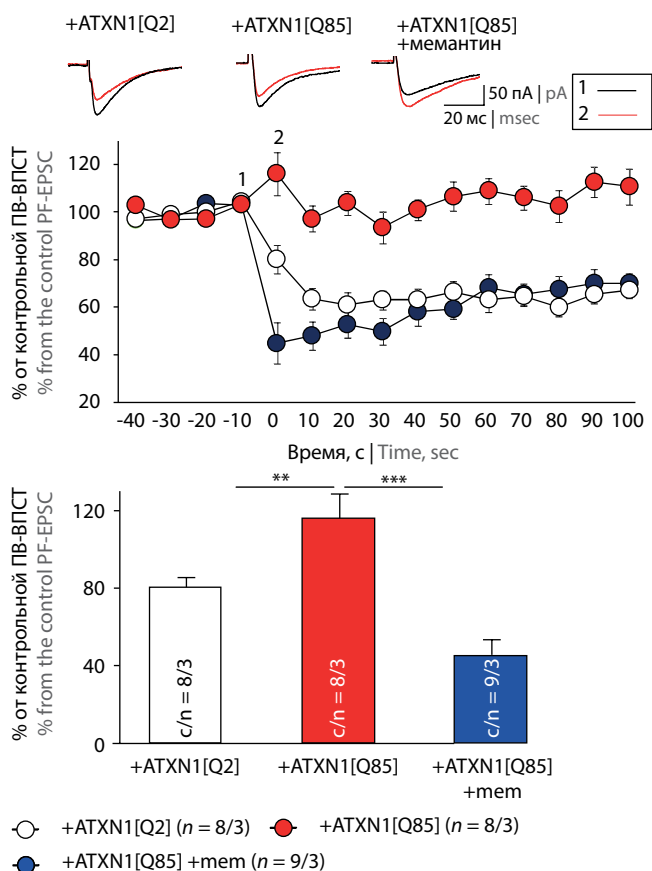 +ATXN1[Q2] +ATXN1[Q85] +ATXN1[Q85]
+мемантин
50 пА | pA
20 мс | msec
1
2
% от контрольной ПВ-ВПСТ
% from the control PF-EPSC
120
100
80
60
40
20
1
2
-40 -30 -20 -10 0 10 20 30 40 50 60 70 80 90 100
Время, с | Time, sec
% от контрольной ПВ-ВПСТ
% from the control PF-EPSC
120
80
40
0
** ***
c/n = 8/3
c/n = 8/3
c/n = 9/3
+ATXN1[Q2] +ATXN1[Q85] +ATXN1[Q85]
+mem
+ATXN1[Q2] (n = 8/3) +ATXN1[Q85] (n = 8/3)
+ATXN1[Q85] +mem (n = 9/3)